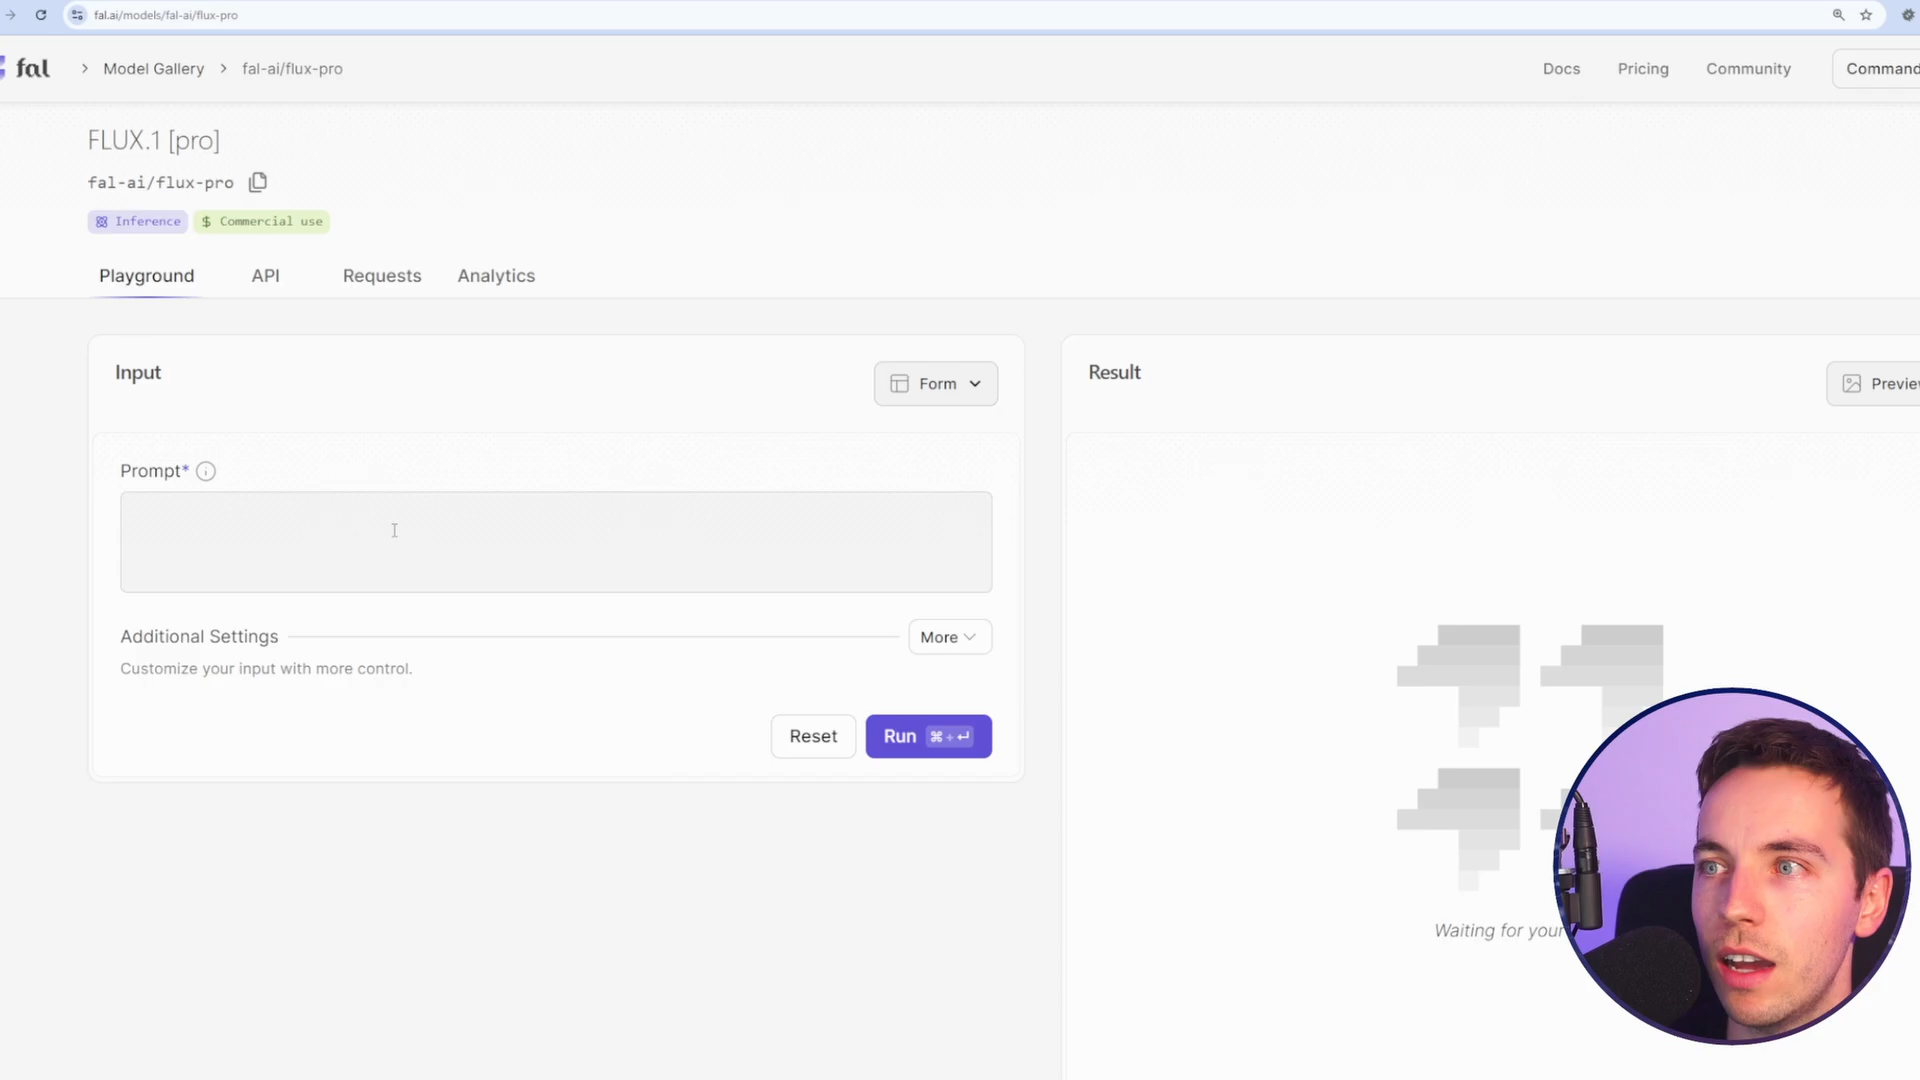 fal.ai/models/fal-ai/flux-pro
fal > Model Gallery > fal-ai/flux-pro
Docs Pricing Community Command
FLUX.1 [pro]
fal-ai/flux-pro
Inference $ Commercial use
Playground API Requests Analytics
Input
Form
Prompt*
Additional Settings
More
Customize your input with more control.
Reset
Run ⌘+↵
Result
Preview
Waiting for your